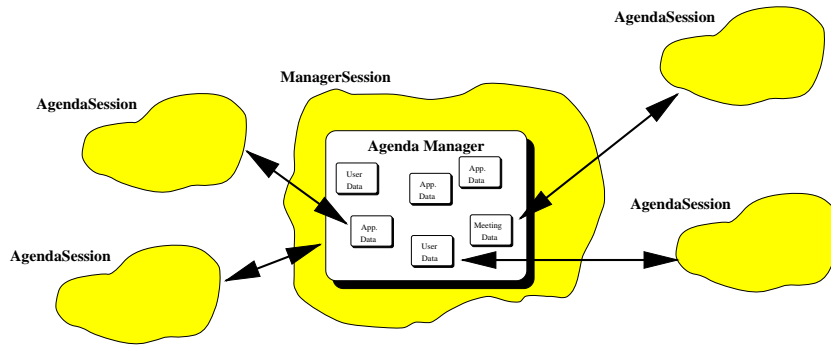 AgendaSession
ManagerSession
AgendaSession
Agenda Manager
User
Data
App.
Data
App.
Data
AgendaSession
App.
Data
Meeting
Data
User
Data
AgendaSession